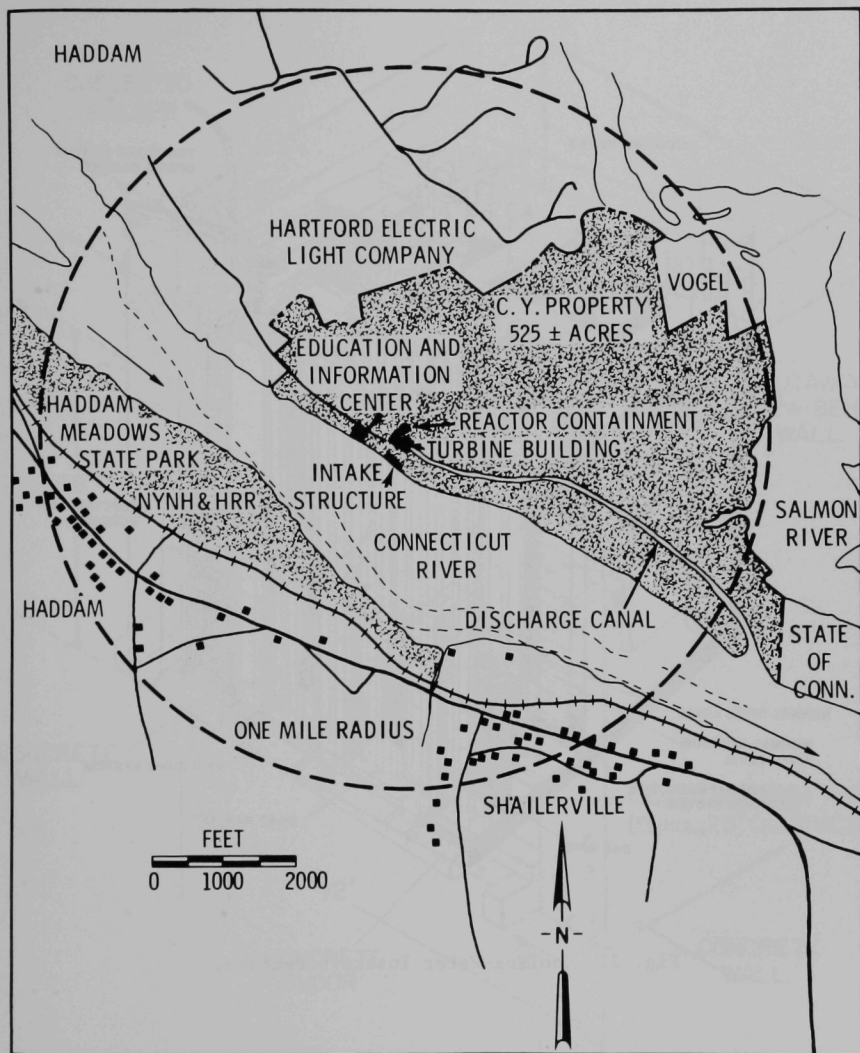 HADDAM
HARTFORD ELECTRIC
LIGHT COMPANY
VOGEL
C.Y. PROPERTY
525 ± ACRES
EDUCATION AND
INFORMATION
CENTER
REACTOR CONTAINMENT
TURBINE BUILDING
HADDAM
MEADOWS
STATE PARK
NYNH & HRR
INTAKE
STRUCTURE
CONNECTICUT
RIVER
SALMON
RIVER
HADDAM
DISCHARGE CANAL
STATE
OF
CONN.
ONE MILE RADIUS
SHAILERVILLE
FEET
0 1000 2000
-N-